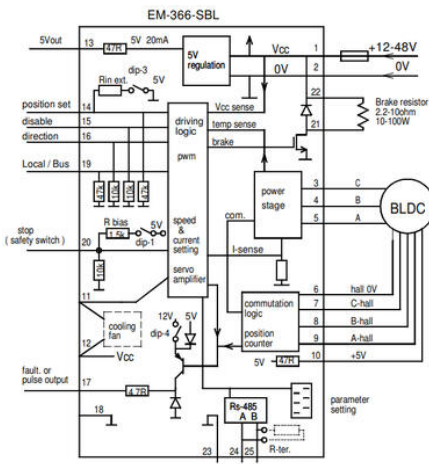 EM-366-SBL
5Vout
13
47R
5V 20mA
5V
regulation
Vcc
1
+12-48V
0V
2
0V
Rin ext.
dip-3
5V
22
position set
14
disable
15
direction
16
Local / Bus
19
47k
10k
10k
47k
driving
logic
pwm
Vcc sense
temp sense
brake
21
Brake resistor
2.2-10ohm
10-100W
power
stage
3
C
4
B
5
A
BLDC
com.
I-sense
stop
( safety switch )
20
R bias
1.5k
5V
dip-1
10k
speed
&
current
setting
servo
amplifier
commutation
logic
position
counter
6
hall 0V
7
C-hall
8
B-hall
9
A-hall
10
+5V
5V
47R
11
cooling
fan
12
Vcc
12V
5V
dip-4
fault. or
pulse output
17
4.7R
18
Rs-485
A B
parameter
setting
R-ter.
23
24
25